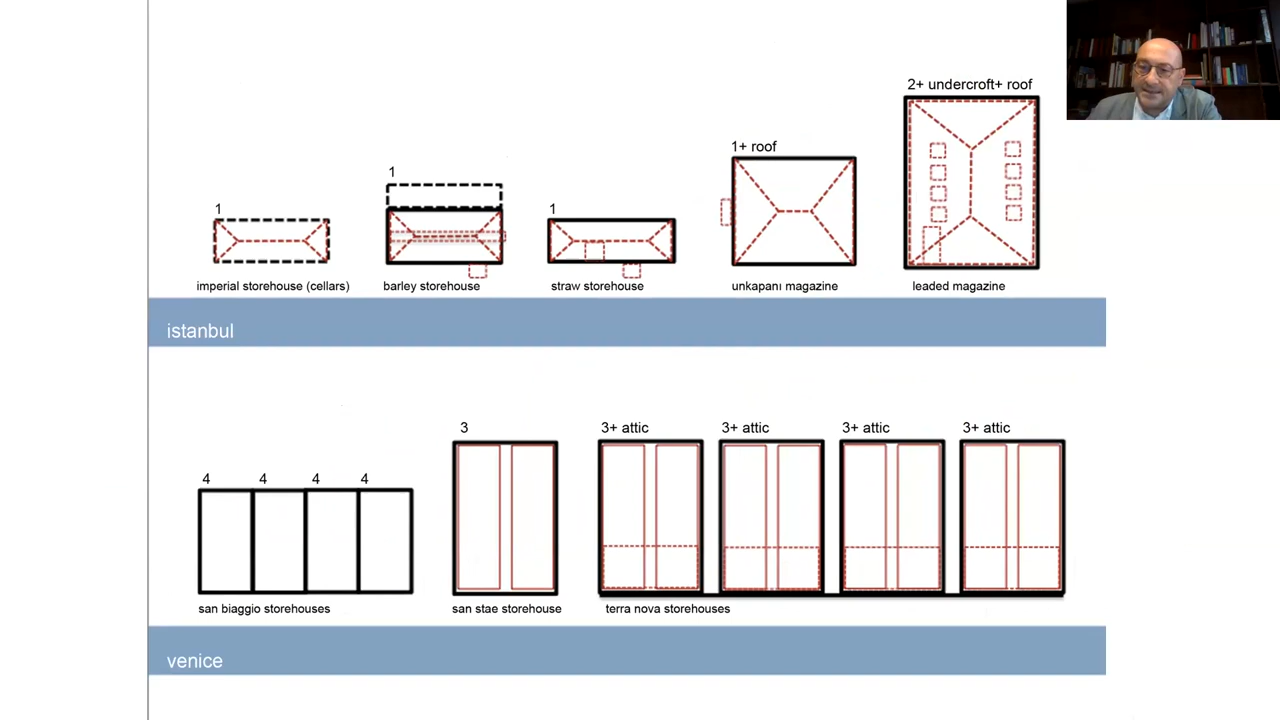 2+ undercroft+ roof
1+ roof
1
1
1
imperial storehouse (cellars)
barley storehouse
straw storehouse
unkapanı magazine
leaded magazine
istanbul
3
3+ attic
3+ attic
3+ attic
3+ attic
4
4
4
4
san biaggio storehouses
san stae storehouse
terra nova storehouses
venice